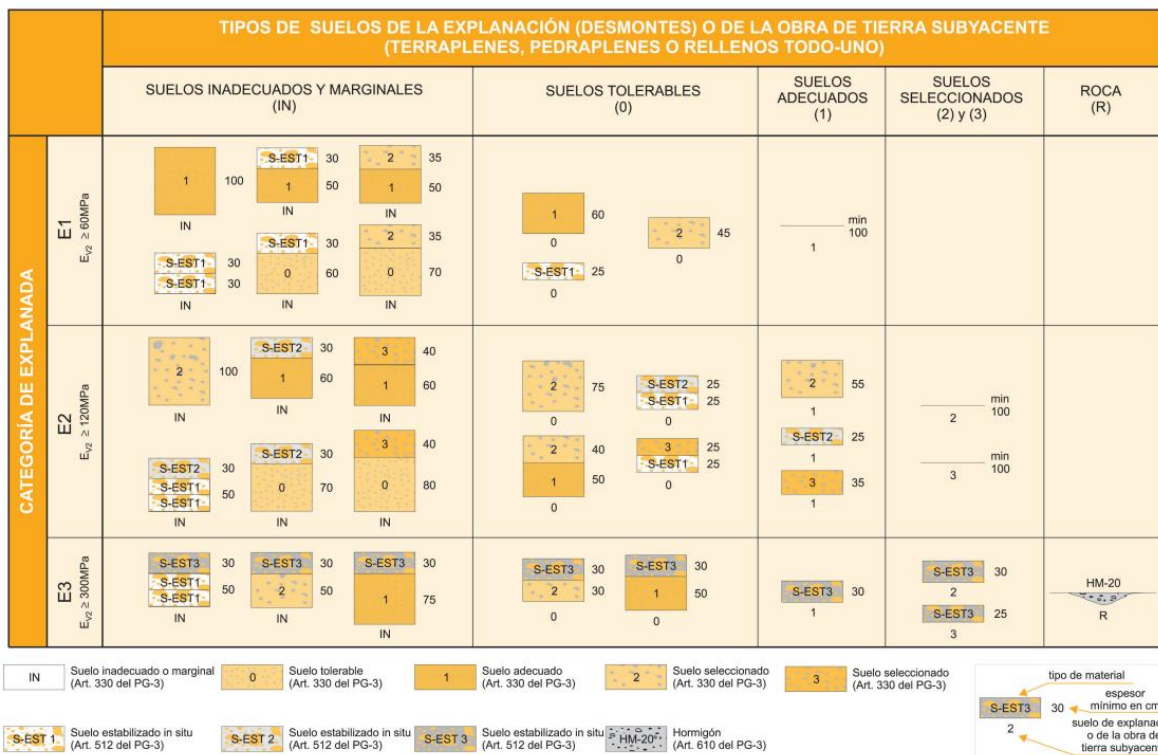 TIPOS DE SUELOS DE LA EXPLANACIÓN (DESMONTES) O DE LA OBRA DE TIERRA SUBYACENTE
(TERRAPLENES, PEDRAPLENES O RELLENOS TODO-UNO)
SUELOS INADECUADOS Y MARGINALES
(IN)
SUELOS TOLERABLES
(0)
SUELOS
ADECUADOS
(1)
SUELOS
SELECCIONADOS
(2) y (3)
ROCA
(R)
CATEGORÍA DE EXPLANADA
E1
EV2 ≥ 60MPa
1 100
IN
S-EST1 30
1 50
IN
2 35
1 50
IN
S-EST1 30
S-EST1 30
IN
S-EST1 30
0 60
IN
2 35
0 70
IN
1 60
0
2 45
0
S-EST1 25
0
min
100
1
E2
EV2 ≥ 120MPa
2 100
IN
S-EST2 30
1 60
IN
3 40
1 60
IN
S-EST2 30
S-EST1 50
S-EST1
IN
S-EST2 30
0 70
IN
3 40
0 80
IN
2 75
0
S-EST2 25
S-EST1 25
0
2 40
1 50
0
3 25
S-EST1 25
0
2 55
1
S-EST2 25
1
3 35
1
min
100
2
min
100
3
E3
EV2 ≥ 300MPa
S-EST3 30
S-EST1 50
S-EST1
IN
S-EST3 30
2 50
IN
S-EST3 30
1 75
IN
S-EST3 30
2 30
0
S-EST3 30
1 50
0
S-EST3 30
1
S-EST3 30
2
S-EST3 25
3
HM-20
R
IN Suelo inadecuado o marginal
(Art. 330 del PG-3)
0 Suelo tolerable
(Art. 330 del PG-3)
1 Suelo adecuado
(Art. 330 del PG-3)
2 Suelo seleccionado
(Art. 330 del PG-3)
3 Suelo seleccionado
(Art. 330 del PG-3)
S-EST 1 Suelo estabilizado in situ
(Art. 512 del PG-3)
S-EST 2 Suelo estabilizado in situ
(Art. 512 del PG-3)
S-EST 3 Suelo estabilizado in situ
(Art. 512 del PG-3)
HM-20 Hormigón
(Art. 610 del PG-3)
tipo de material
espesor
mínimo en cm
S-EST3 30
2
suelo de explanac
o de la obra de
tierra subyacen